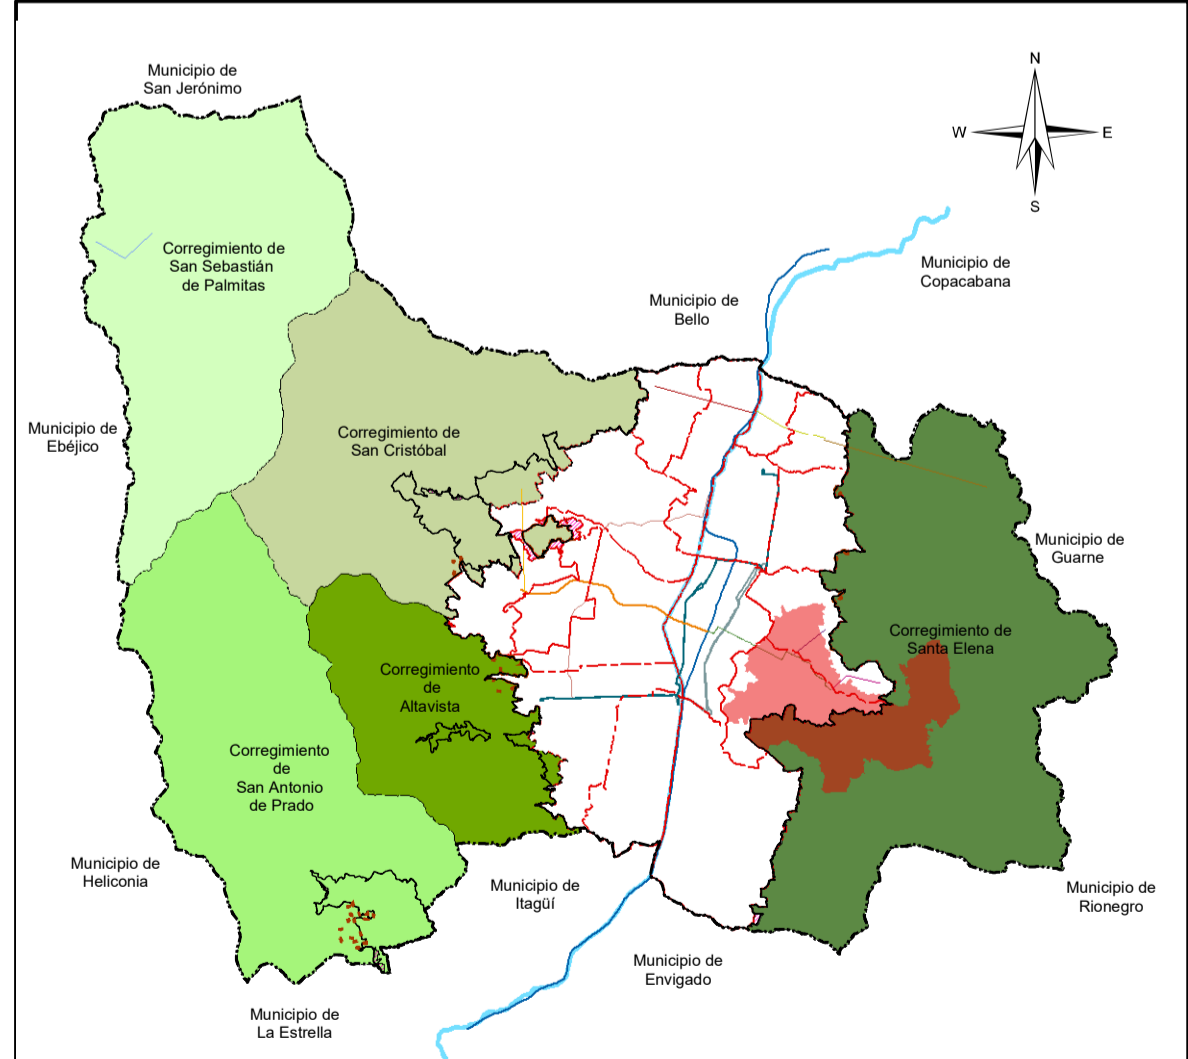 N
Municipio de
San Jerónimo
W
E
S
Corregimiento de
San Sebastián
de Palmitas
Municipio de
Copacabana
Municipio de
Bello
Municipio de
Ebéjico
Corregimiento de
San Cristóbal
Municipio de
Guarne
Corregimiento de
Santa Elena
Corregimiento
de
Altavista
Corregimiento
de
San Antonio
de Prado
Municipio de
Heliconia
Municipio de
Itagüí
Municipio de
Rionegro
Municipio de
Envigado
Municipio de
La Estrella